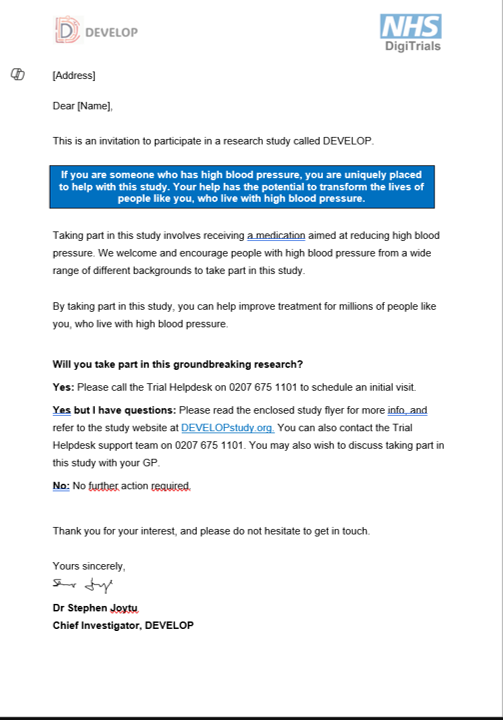 DEVELOP
NHS
DigiTrials
[Address]
Dear [Name],
This is an invitation to participate in a research study called DEVELOP.
If you are someone who has high blood pressure, you are uniquely placed
to help with this study. Your help has the potential to transform the lives of
people like you, who live with high blood pressure.
Taking part in this study involves receiving a medication aimed at reducing high blood
pressure. We welcome and encourage people with high blood pressure from a wide
range of different backgrounds to take part in this study.
By taking part in this study, you can help improve treatment for millions of people like
you, who live with high blood pressure.
Will you take part in this groundbreaking research?
Yes: Please call the Trial Helpdesk on 0207 675 1101 to schedule an initial visit.
Yes but I have questions: Please read the enclosed study flyer for more info, and
refer to the study website at DEVELOPstudy.org. You can also contact the Trial
Helpdesk support team on 0207 675 1101. You may also wish to discuss taking part in
this study with your GP.
No: No further action required.
Thank you for your interest, and please do not hesitate to get in touch.
Yours sincerely,
Dr Stephen Joytu
Chief Investigator, DEVELOP